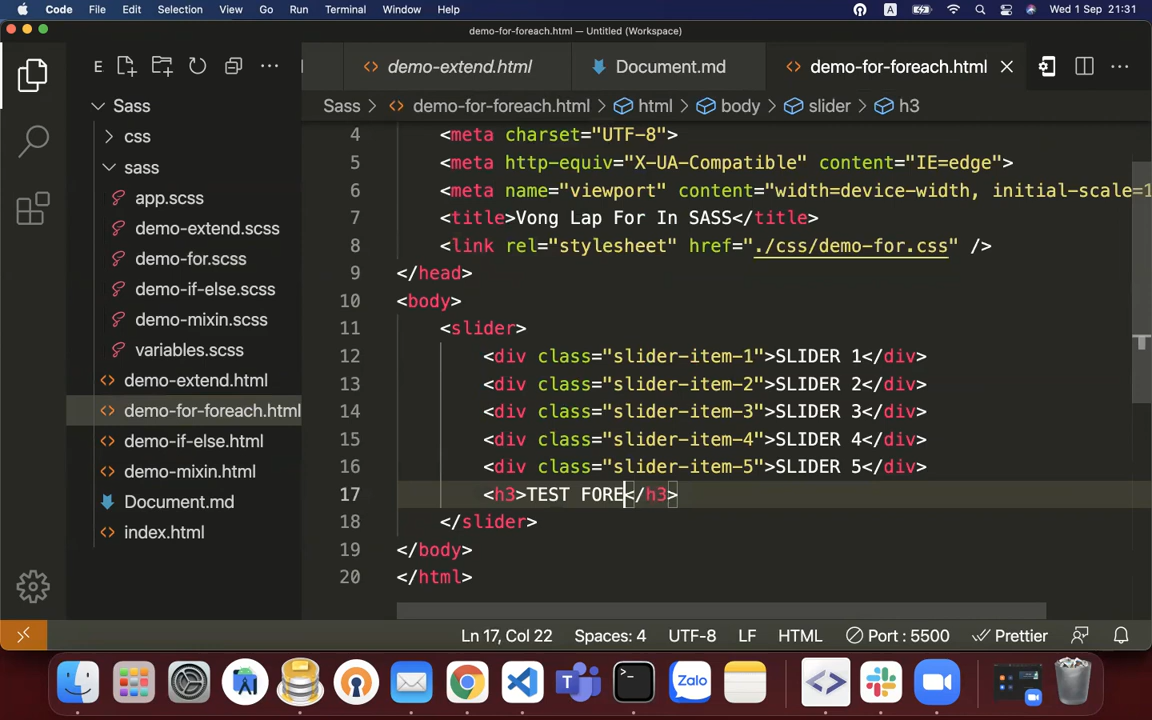 Code File Edit Selection View Go Run Terminal Window Help A Wed 1 Sep 21:31
demo-for-foreach.html — Untitled (Workspace)
E demo-extend.html Document.md demo-for-foreach.html
Sass Sass > demo-for-foreach.html > html > body > slider > h3
css
sass
app.scss
demo-extend.scss
demo-for.scss
demo-if-else.scss
demo-mixin.scss
variables.scss
demo-extend.html
demo-for-foreach.html
demo-if-else.html
demo-mixin.html
Document.md
index.html
4 <meta charset="UTF-8">
5 <meta http-equiv="X-UA-Compatible" content="IE=edge">
6 <meta name="viewport" content="width=device-width, initial-scale=1
7 <title>Vong Lap For In SASS</title>
8 <link rel="stylesheet" href="./css/demo-for.css" />
9 </head>
10 <body>
11 <slider>
12 <div class="slider-item-1">SLIDER 1</div>
13 <div class="slider-item-2">SLIDER 2</div>
14 <div class="slider-item-3">SLIDER 3</div>
15 <div class="slider-item-4">SLIDER 4</div>
16 <div class="slider-item-5">SLIDER 5</div>
17 <h3>TEST FORE</h3>
18 </slider>
19 </body>
20 </html>
Ln 17, Col 22 Spaces: 4 UTF-8 LF HTML Port : 5500 Prettier
Zalo